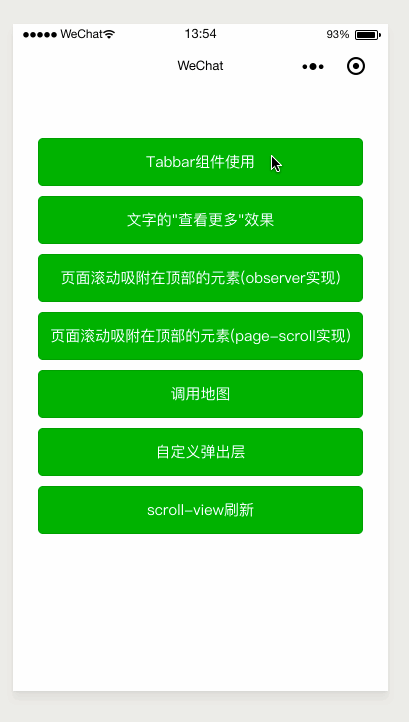 WeChat 13:54 93%
WeChat
Tabbar组件使用
文字的"查看更多"效果
页面滚动吸附在顶部的元素(observer实现)
页面滚动吸附在顶部的元素(page-scroll实现)
调用地图
自定义弹出层
scroll-view刷新